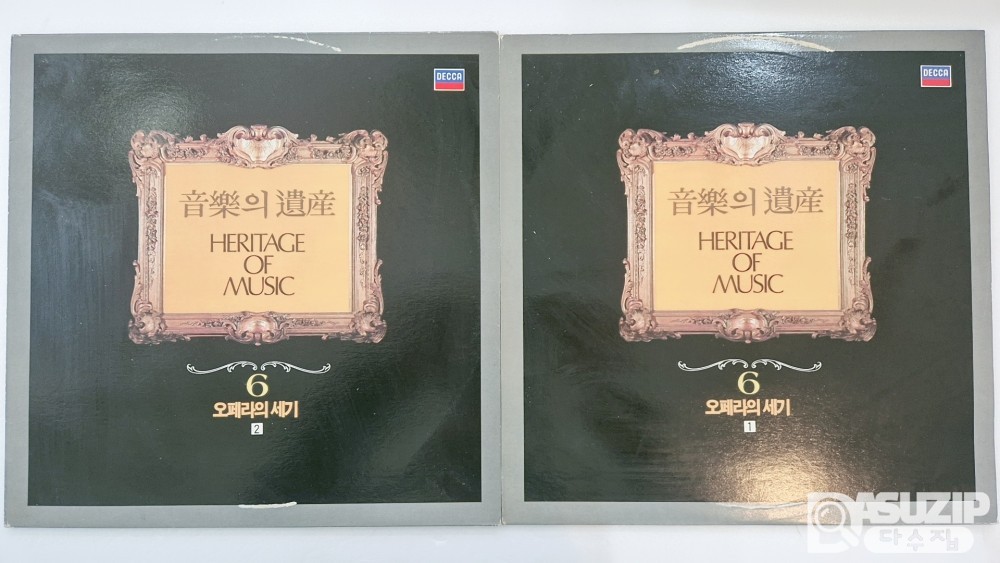 DECCA
音樂의 遺産
HERITAGE
OF
MUSIC
6
오페라의 세기
2
DECCA
音樂의 遺産
HERITAGE
OF
MUSIC
6
오페라의 세기
1
DASUZIP
다수집